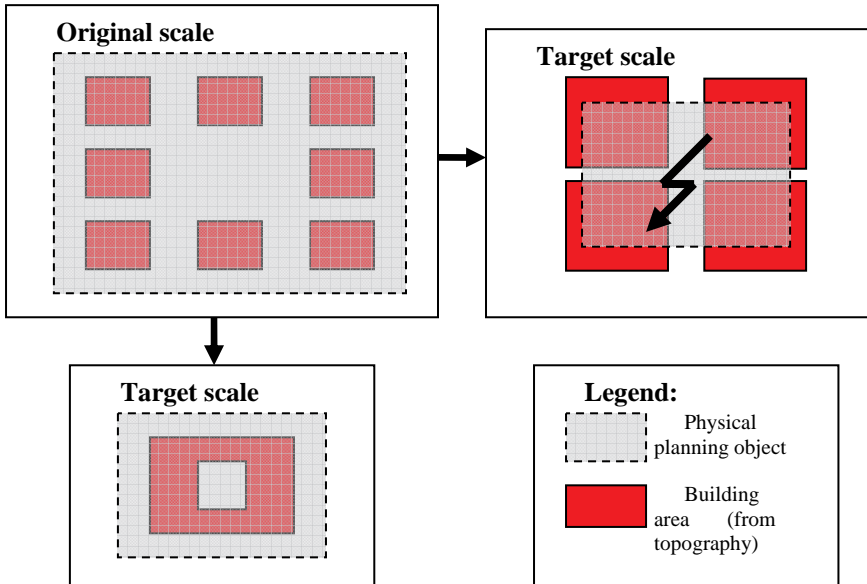 Original scale
Target scale
Target scale
Legend:
Physical
planning object
Building
area (from
topography)